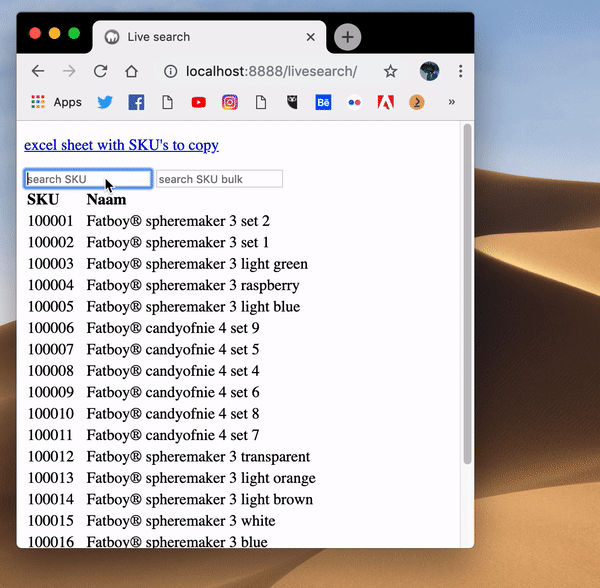 Live search
localhost:8888/livesearch/
Apps
Bē
»
excel sheet with SKU's to copy
search SKU search SKU bulk
SKU Naam
100001 Fatboy® spheremaker 3 set 2
100002 Fatboy® spheremaker 3 set 1
100003 Fatboy® spheremaker 3 light green
100004 Fatboy® spheremaker 3 raspberry
100005 Fatboy® spheremaker 3 light blue
100006 Fatboy® candyofnie 4 set 9
100007 Fatboy® candyofnie 4 set 5
100008 Fatboy® candyofnie 4 set 4
100009 Fatboy® candyofnie 4 set 6
100010 Fatboy® candyofnie 4 set 8
100011 Fatboy® candyofnie 4 set 7
100012 Fatboy® spheremaker 3 transparent
100013 Fatboy® spheremaker 3 light orange
100014 Fatboy® spheremaker 3 light brown
100015 Fatboy® spheremaker 3 white
100016 Fatboy® spheremaker 3 blue